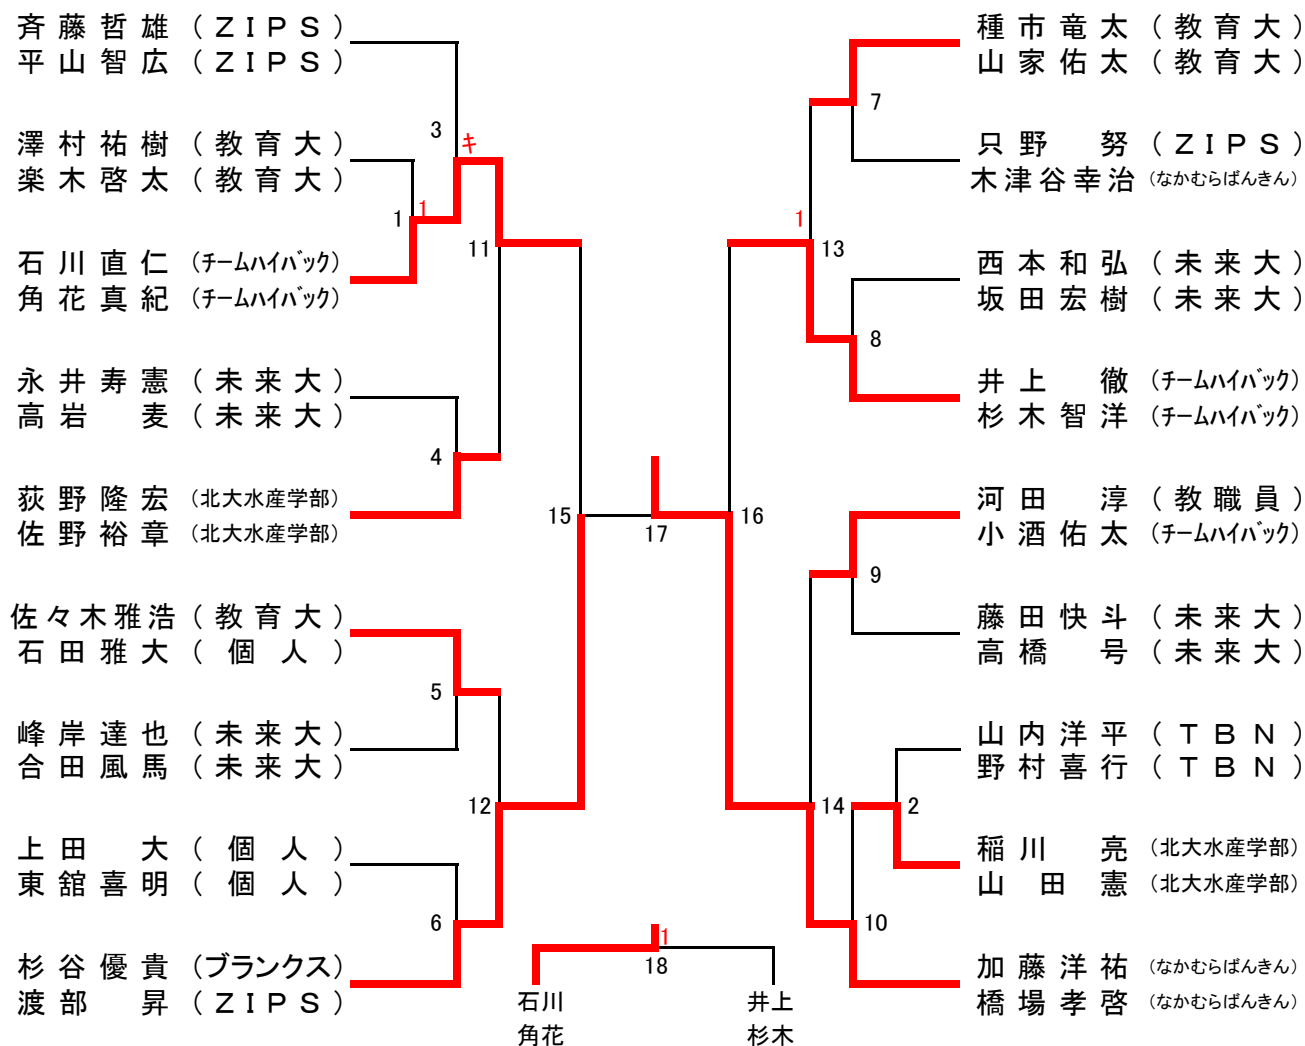 斉藤哲雄（ＺＩＰＳ）
平山智広（ＺＩＰＳ）
3
キ
澤村祐樹（教育大）
楽木啓太（教育大）
1
1
11
石川直仁（チームハイバック）
角花真紀（チームハイバック）
永井寿憲（未来大）
高岩　麦（未来大）
4
荻野隆宏（北大水産学部）
佐野裕章（北大水産学部）
15
佐々木雅浩（教育大）
石田雅大（個人）
5
峰岸達也（未来大）
合田風馬（未来大）
12
上田　大（個人）
東舘喜明（個人）
6
杉谷優貴（ブランクス）
渡部　昇（ＺＩＰＳ）
17
1
18
石川
角花
井上
杉木
種市竜太（教育大）
山家佑太（教育大）
7
只野　努（ＺＩＰＳ）
木津谷幸治（なかむらばんきん）
1
13
西本和弘（未来大）
坂田宏樹（未来大）
8
井上　徹（チームハイバック）
杉木智洋（チームハイバック）
16
河田　淳（教職員）
小酒佑太（チームハイバック）
9
藤田快斗（未来大）
高橋　号（未来大）
山内洋平（ＴＢＮ）
野村喜行（ＴＢＮ）
14
2
稲川　亮（北大水産学部）
山田憲（北大水産学部）
10
加藤洋祐（なかむらばんきん）
橋場孝啓（なかむらばんきん）